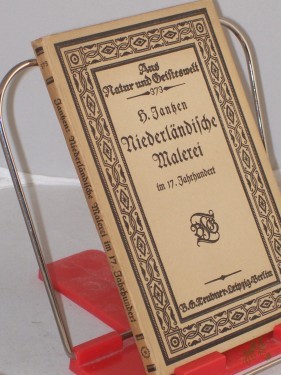 Aus
Natur und Geisteswelt
373
H. Jantzen
Niederländische
Malerei
im 17. Jahrhundert
B.G. Teubner · Leipzig · Berlin
Jantzen: Niederländische Malerei im 17. Jahrhundert